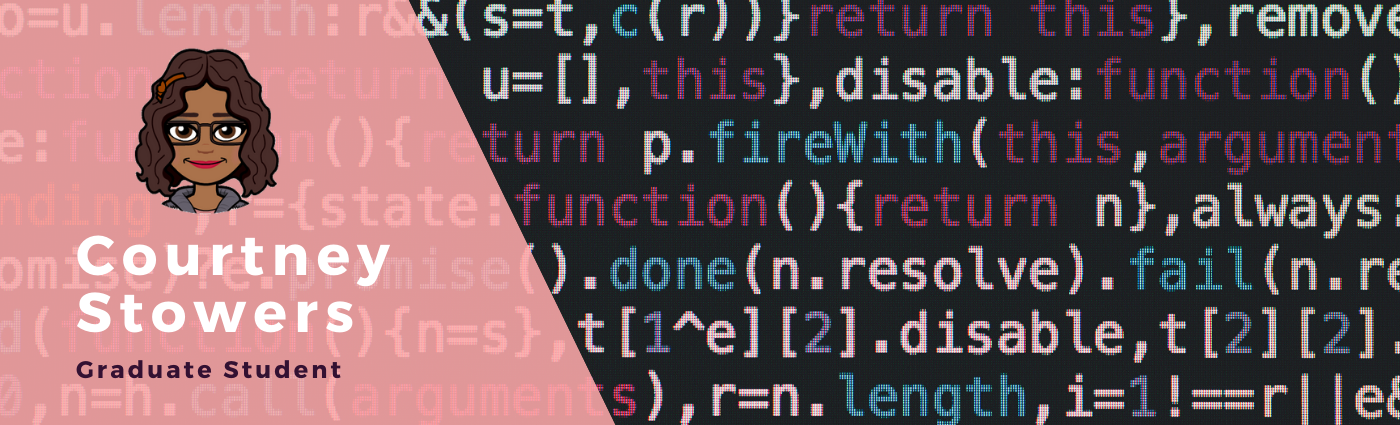 o=u.length:r&&(s=t,c(r))}return this},remove
ction return u=[],this},disable:function()
e:function(){return p.fireWith(this,argument
nding ,r={state:function(){return n},always:
omise)?e.promise().done(n.resolve).fail(n.re
d(function(){n=s},t[1^e][2].disable,t[2][2].
0,n=h.call(arguments),r=n.length,i=1!==r||e&
Courtney
Stowers
Graduate Student